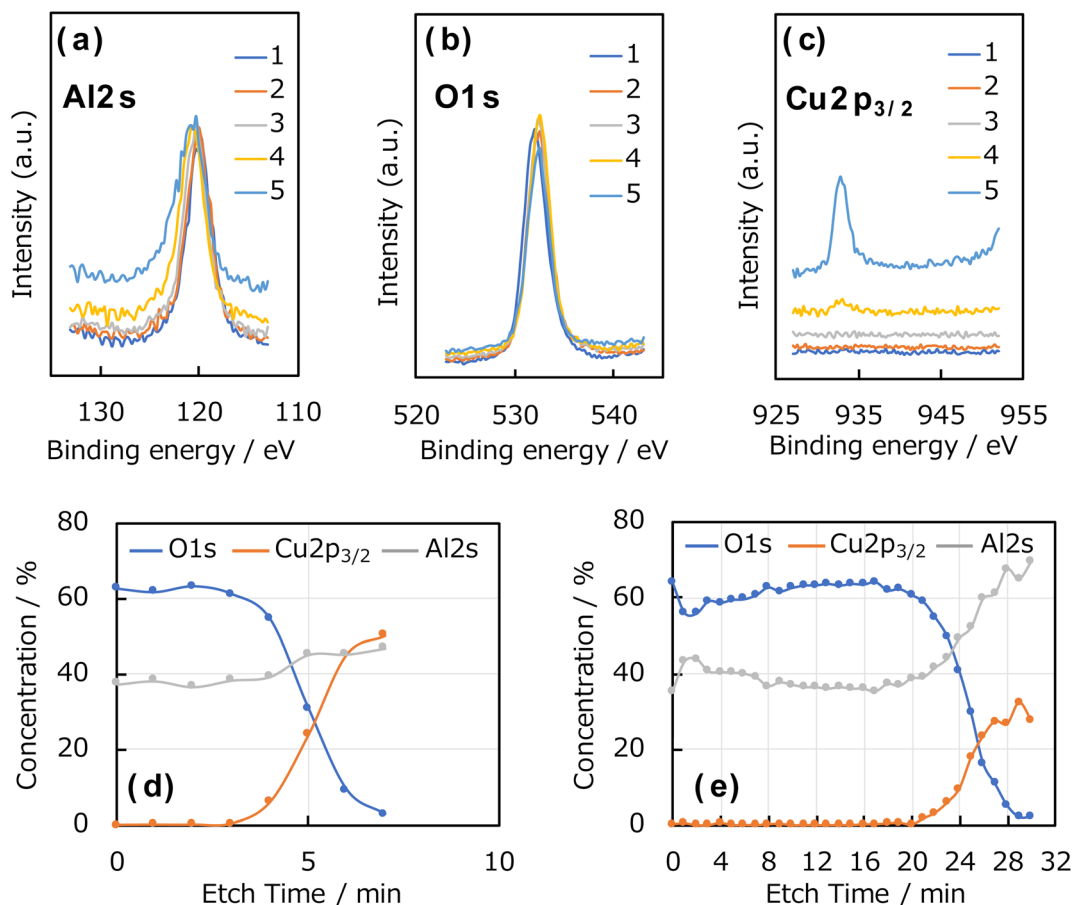 (a)
Al2s
1
2
3
4
5
Intensity (a.u.)
130 120 110
Binding energy / eV
(b)
O1s
1
2
3
4
5
Intensity (a.u.)
520 530 540
Binding energy / eV
(c)
Cu2p3/2
1
2
3
4
5
Intensity (a.u.)
925 935 945 955
Binding energy / eV
80
60
40
20
0
Concentration / %
O1s Cu2p3/2 Al2s
(d)
0 5 10
Etch Time / min
80
60
40
20
0
Concentration / %
O1s Cu2p3/2 Al2s
(e)
0 4 8 12 16 20 24 28 32
Etch Time / min